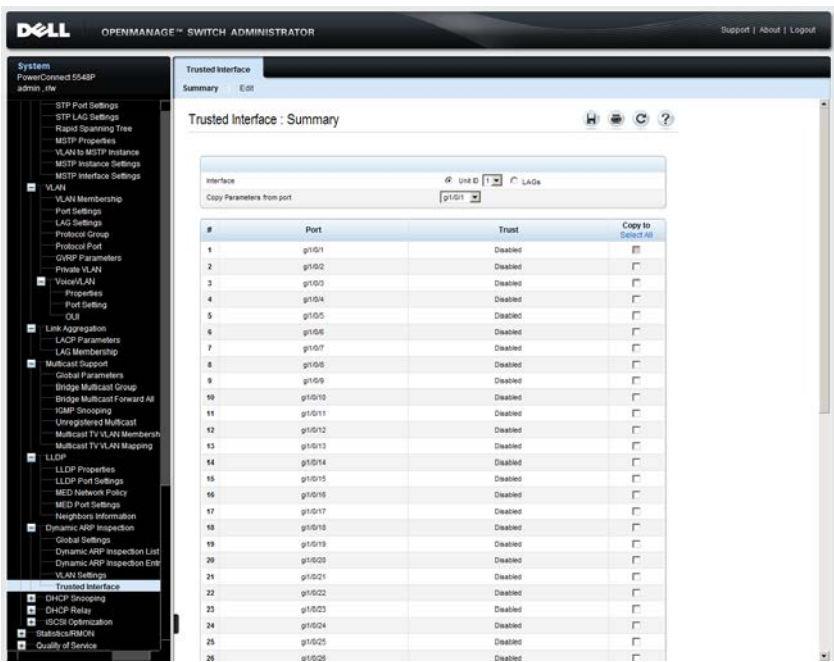 DELL OPENMANAGE™ SWITCH ADMINISTRATOR
Support | About | Logout
System
PowerConnect 5548P
admin , r/w
STP Port Settings
STP LAG Settings
Rapid Spanning Tree
MSTP Properties
VLAN to MSTP Instance
MSTP Instance Settings
MSTP Interface Settings
VLAN
VLAN Membership
Port Settings
LAG Settings
Protocol Group
Protocol Port
GVRP Parameters
Private VLAN
VoiceVLAN
Properties
Port Setting
OUI
Link Aggregation
LACP Parameters
LAG Membership
Multicast Support
Global Parameters
Bridge Multicast Group
Bridge Multicast Forward All
IGMP Snooping
Unregistered Multicast
Multicast TV VLAN Membersh
Multicast TV VLAN Mapping
LLDP
LLDP Properties
LLDP Port Settings
MED Network Policy
MED Port Settings
Neighbors Information
Dynamic ARP Inspection
Global Settings
Dynamic ARP Inspection List
Dynamic ARP Inspection Entr
VLAN Settings
Trusted Interface
DHCP Snooping
DHCP Relay
iSCSI Optimization
Statistics/RMON
Quality of Service
Trusted Interface
Summary Edit
Trusted Interface : Summary
Interface Unit ID 1 LAGs
Copy Parameters from port gi1/0/1
# Port Trust Copy to
Select All
1 gi1/0/1 Disabled
2 gi1/0/2 Disabled
3 gi1/0/3 Disabled
4 gi1/0/4 Disabled
5 gi1/0/5 Disabled
6 gi1/0/6 Disabled
7 gi1/0/7 Disabled
8 gi1/0/8 Disabled
9 gi1/0/9 Disabled
10 gi1/0/10 Disabled
11 gi1/0/11 Disabled
12 gi1/0/12 Disabled
13 gi1/0/13 Disabled
14 gi1/0/14 Disabled
15 gi1/0/15 Disabled
16 gi1/0/16 Disabled
17 gi1/0/17 Disabled
18 gi1/0/18 Disabled
19 gi1/0/19 Disabled
20 gi1/0/20 Disabled
21 gi1/0/21 Disabled
22 gi1/0/22 Disabled
23 gi1/0/23 Disabled
24 gi1/0/24 Disabled
25 gi1/0/25 Disabled
26 gi1/0/26 Disabled